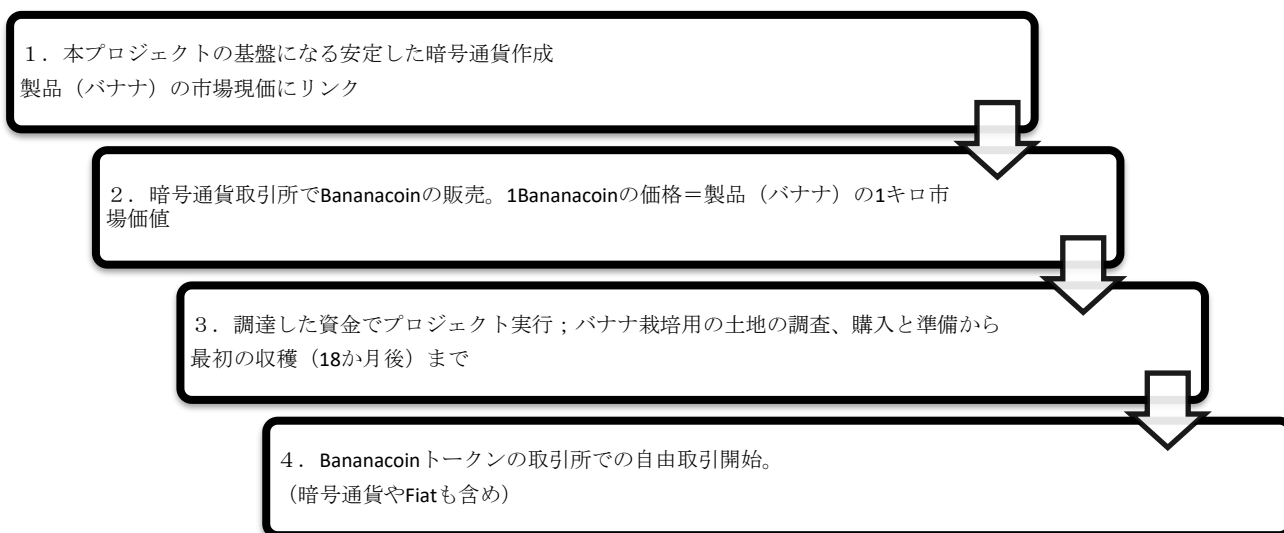 １．本プロジェクトの基盤になる安定した暗号通貨作成
製品（バナナ）の市場現価にリンク
２．暗号通貨取引所でBananacoinの販売。1Bananacoinの価格＝製品（バナナ）の1キロ市
場価値
３．調達した資金でプロジェクト実行；バナナ栽培用の土地の調査、購入と準備から
最初の収穫（18か月後）まで
４．Bananacoinトークンの取引所での自由取引開始。
（暗号通貨やFiatも含め）